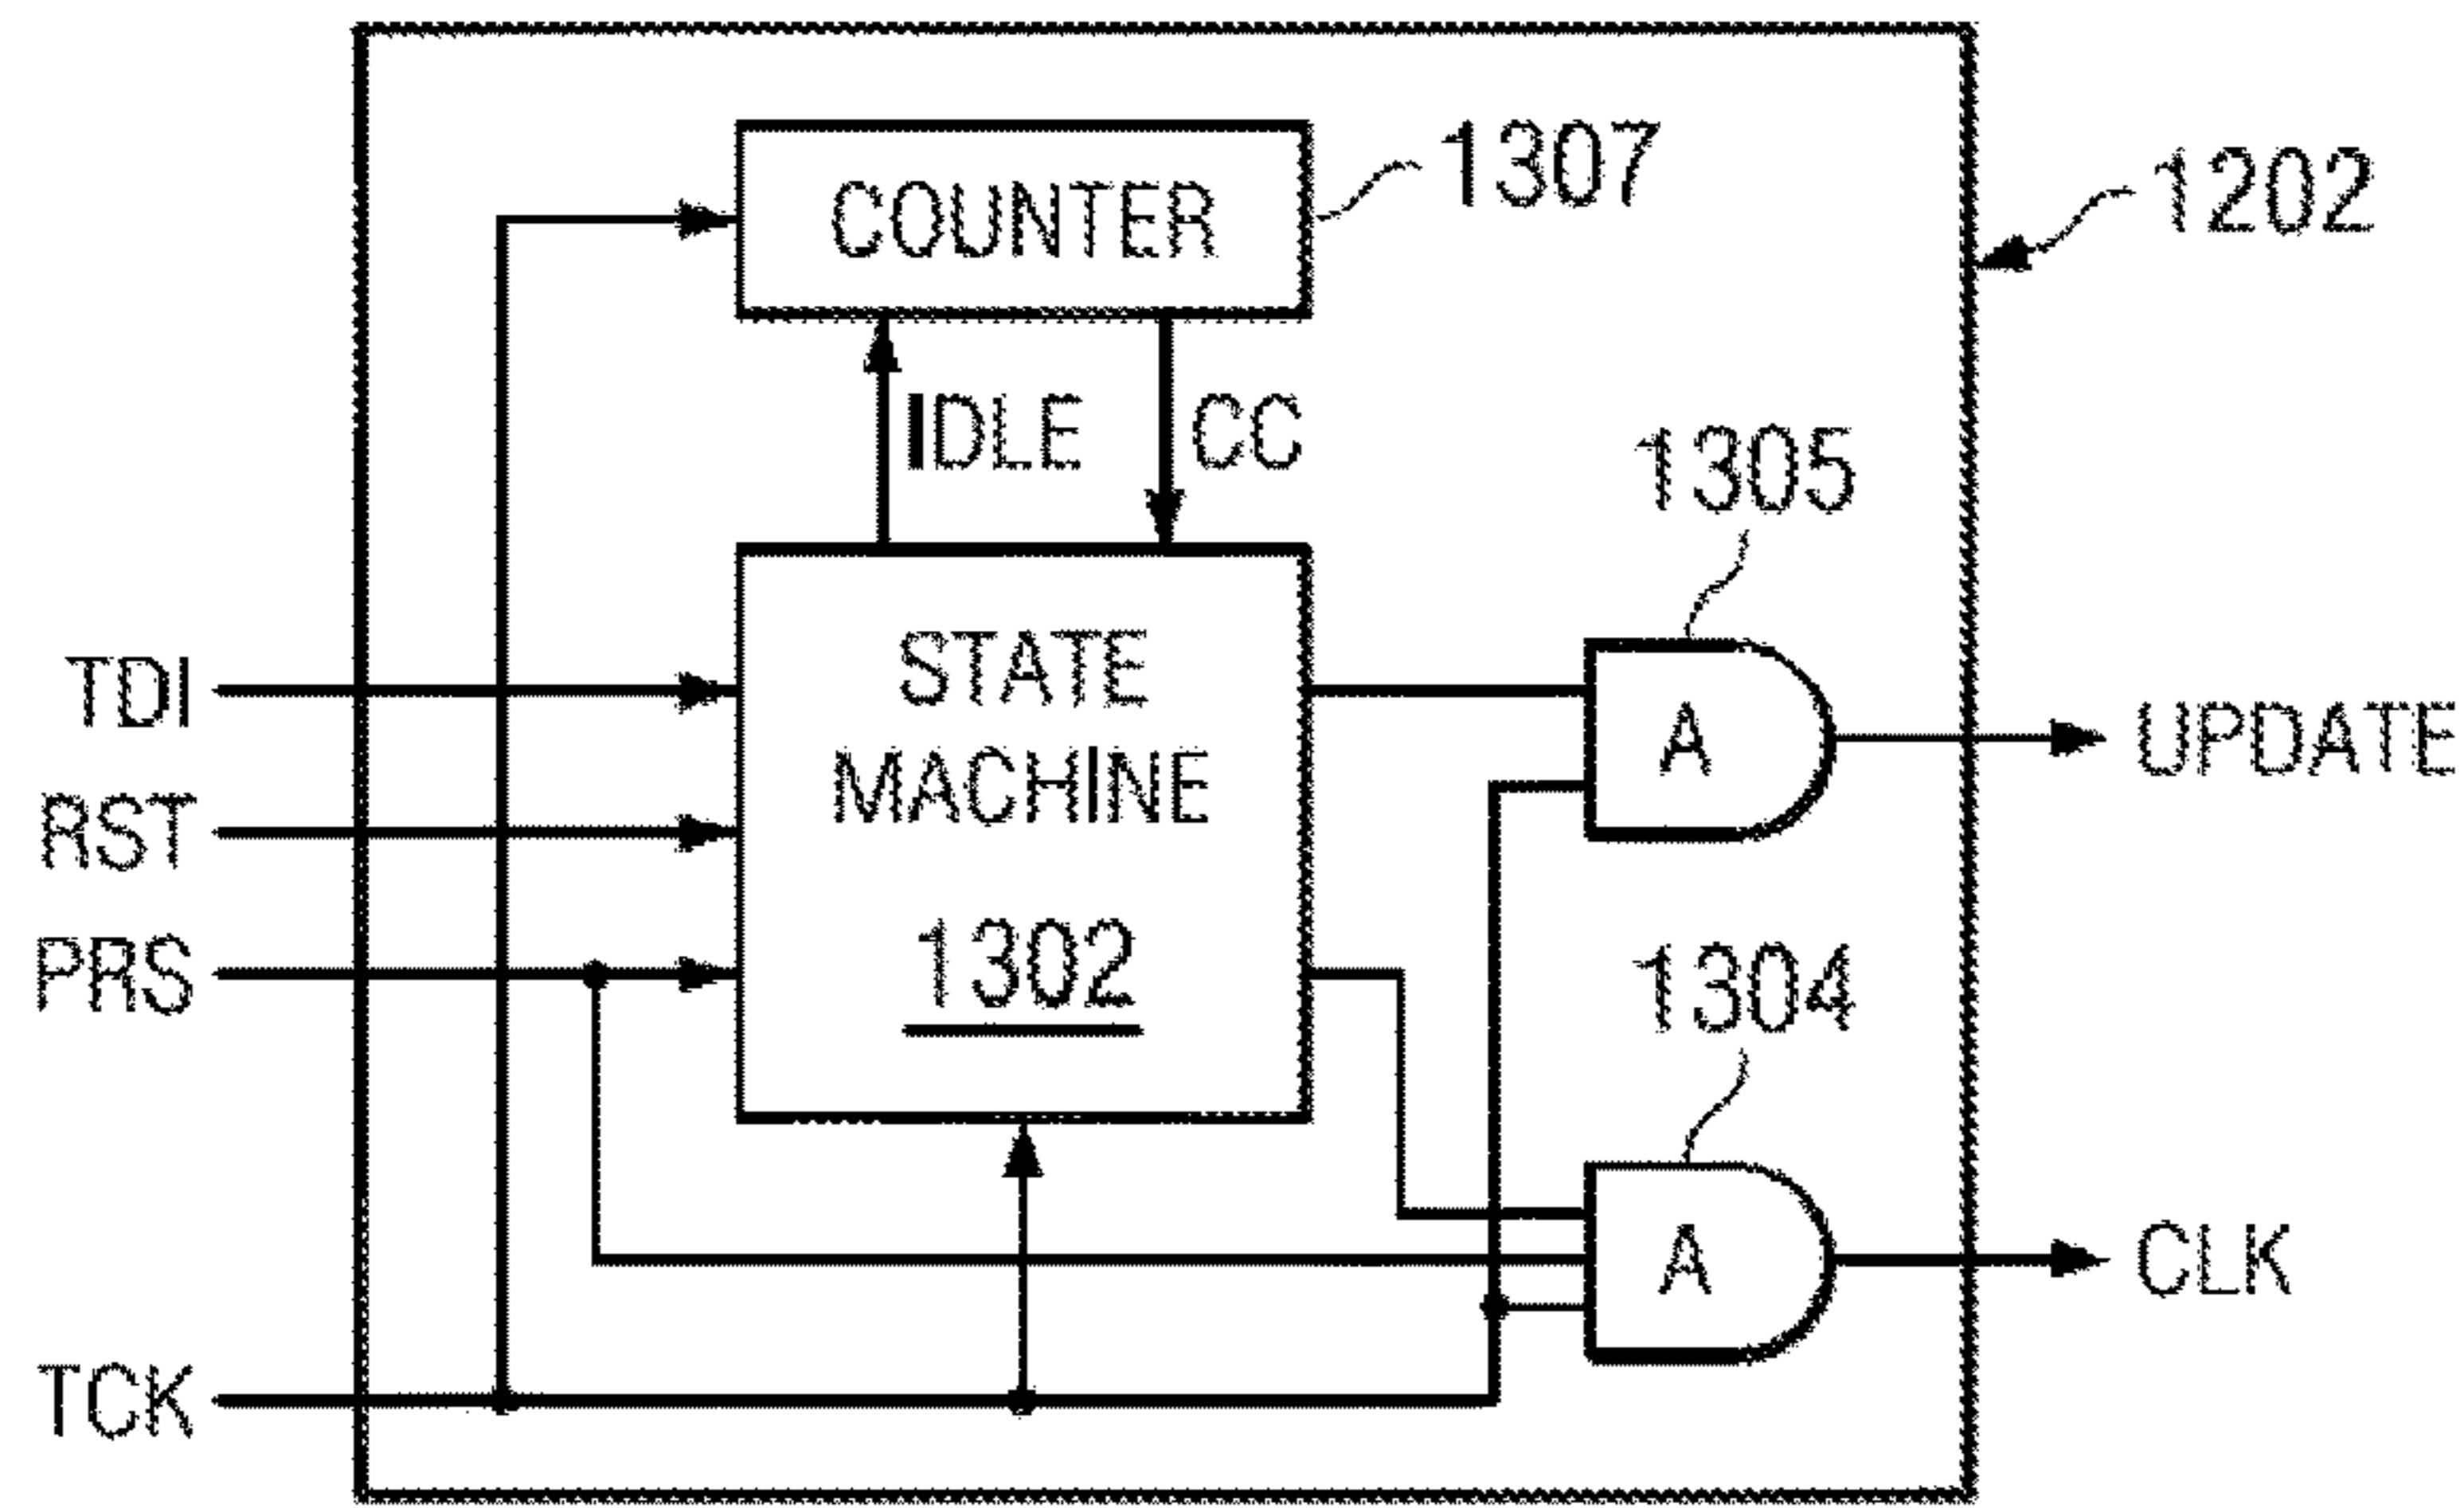 1307
COUNTER
1202
IDLE
CC
1305
TDI
STATE
MACHINE
A
UPDATE
RST
PRS
1302
1304
A
CLK
TCK